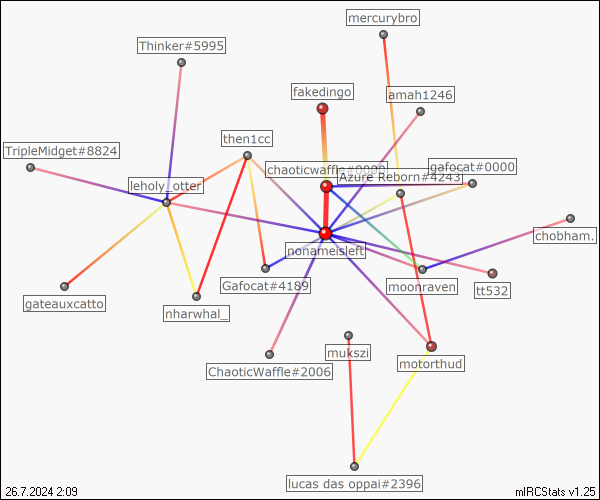 mercurybro
Thinker#5995
fakedingo
amah1246
then1cc
TripleMidget#8824
chaoticwaffle#0000
gafocat#0000
Azure Reborn#4243
leholy_otter
chobham.
nonameisleft
Gafocat#4189
moonraven
tt532
gateauxcatto
nharwhal_
mukszi
motorthud
ChaoticWaffle#2006
lucas das oppai#2396
26.7.2024 2:09
mIRCStats v1.25